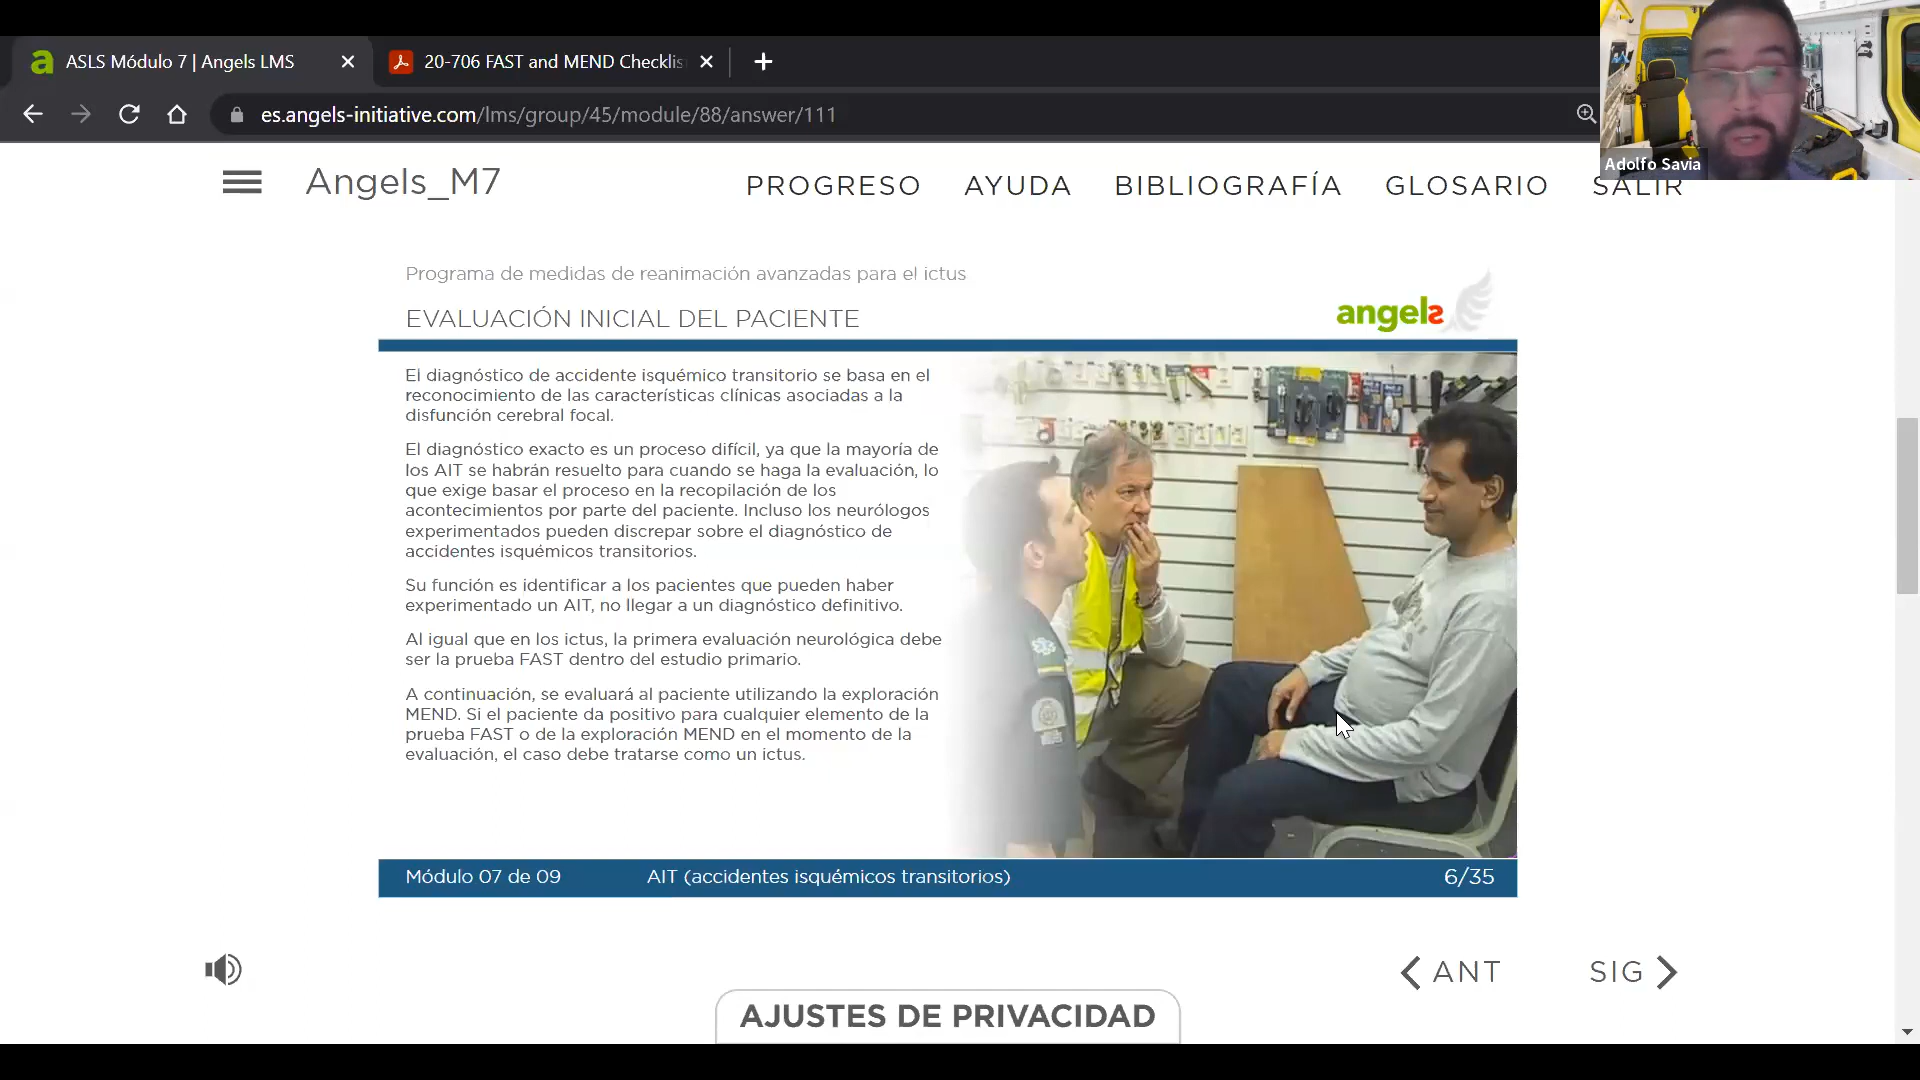 ASLS Módulo 7 | Angels LMS
20-706 FAST and MEND Checklis
es.angels-initiative.com/lms/group/45/module/88/answer/111
Adolfo Savia
Angels_M7
PROGRESO
AYUDA
BIBLIOGRAFÍA
GLOSARIO
SALIR
Programa de medidas de reanimación avanzadas para el ictus
EVALUACIÓN INICIAL DEL PACIENTE
angels
El diagnóstico de accidente isquémico transitorio se basa en el
reconocimiento de las características clínicas asociadas a la
disfunción cerebral focal.
El diagnóstico exacto es un proceso difícil, ya que la mayoría de
los AIT se habrán resuelto para cuando se haga la evaluación, lo
que exige basar el proceso en la recopilación de los
acontecimientos por parte del paciente. Incluso los neurólogos
experimentados pueden discrepar sobre el diagnóstico de
accidentes isquémicos transitorios.
Su función es identificar a los pacientes que pueden haber
experimentado un AIT, no llegar a un diagnóstico definitivo.
Al igual que en los ictus, la primera evaluación neurológica debe
ser la prueba FAST dentro del estudio primario.
A continuación, se evaluará al paciente utilizando la exploración
MEND. Si el paciente da positivo para cualquier elemento de la
prueba FAST o de la exploración MEND en el momento de la
evaluación, el caso debe tratarse como un ictus.
Módulo 07 de 09
AIT (accidentes isquémicos transitorios)
6/35
ANT
SIG
AJUSTES DE PRIVACIDAD